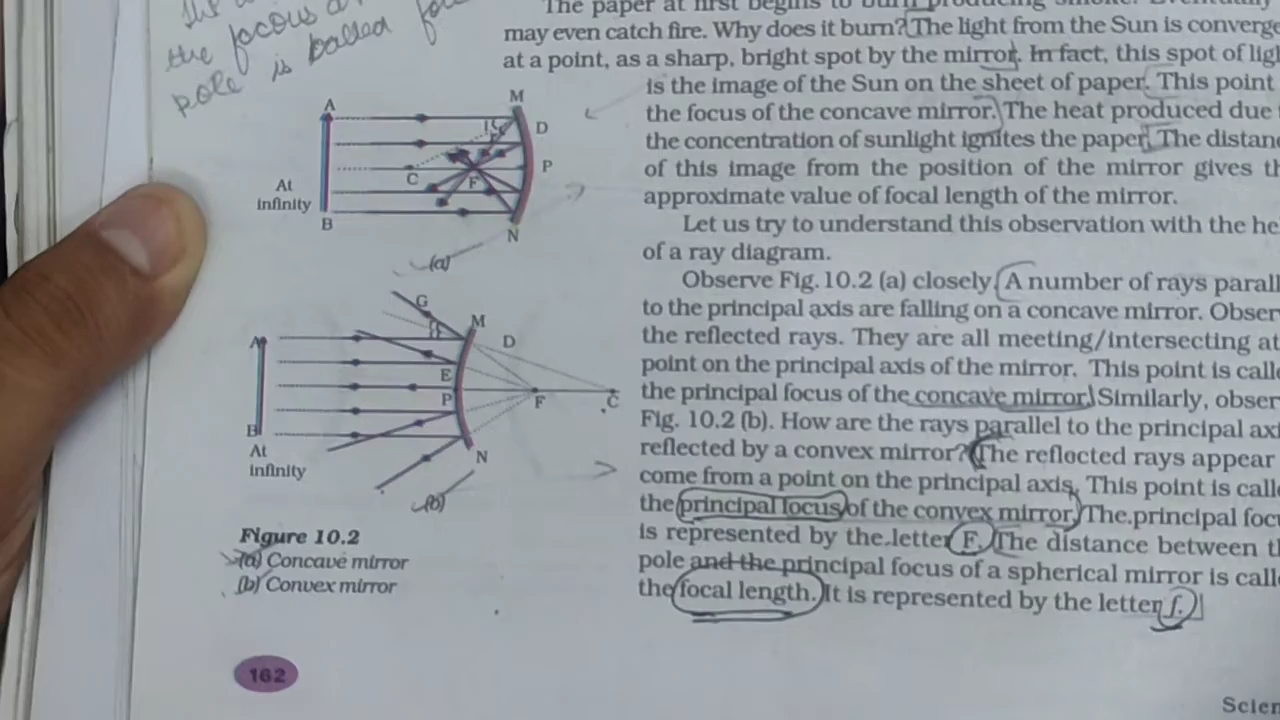 the focous a
pole is called fo
The paper at first begins to burn producing smoke. Eventually
may even catch fire. Why does it burn? The light from the Sun is converge
at a point, as a sharp, bright spot by the mirror. In fact, this spot of ligh
is the image of the Sun on the sheet of paper. This point
the focus of the concave mirror. The heat produced due
the concentration of sunlight ignites the paper. The distan
of this image from the position of the mirror gives th
approximate value of focal length of the mirror.
Let us try to understand this observation with the he
of a ray diagram.
Observe Fig. 10.2 (a) closely. A number of rays parall
to the principal axis are falling on a concave mirror. Obser
the reflected rays. They are all meeting/intersecting at
point on the principal axis of the mirror. This point is calle
the principal focus of the concave mirror. Similarly, obser
Fig. 10.2 (b). How are the rays parallel to the principal axi
reflected by a convex mirror? The reflected rays appear
come from a point on the principal axis. This point is calle
the principal focus of the convex mirror. The principal focu
is represented by the letter F. The distance between th
pole and the principal focus of a spherical mirror is calle
the focal length. It is represented by the letter f.
A
M
D
P
C
F
At
infinity
B
N
(a)
G
M
A
D
E
P
F
C
B
At
infinity
N
(b)
Figure 10.2
(a) Concave mirror
(b) Convex mirror
162
Scien